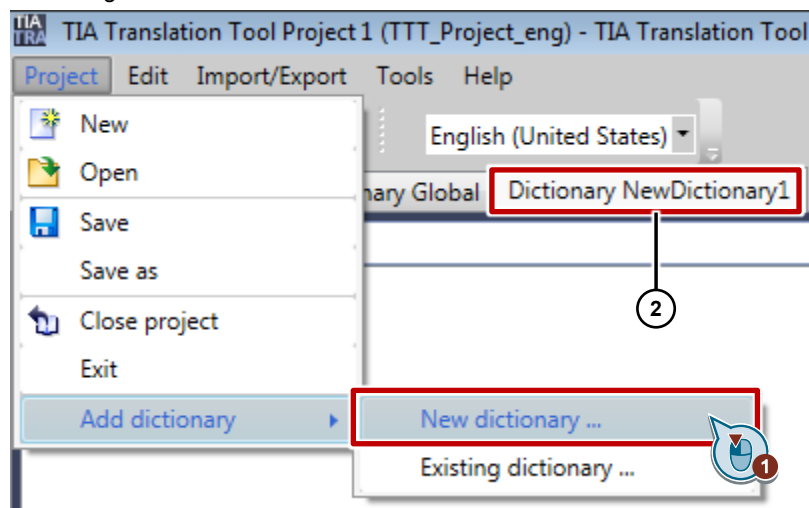 TIA TRA TIA Translation Tool Project 1 (TTT_Project_eng) - TIA Translation Tool
Project Edit Import/Export Tools Help
New
English (United States)
Open
nary Global Dictionary NewDictionary1
Save
Save as
2
Close project
Exit
Add dictionary New dictionary ...
1
Existing dictionary ...